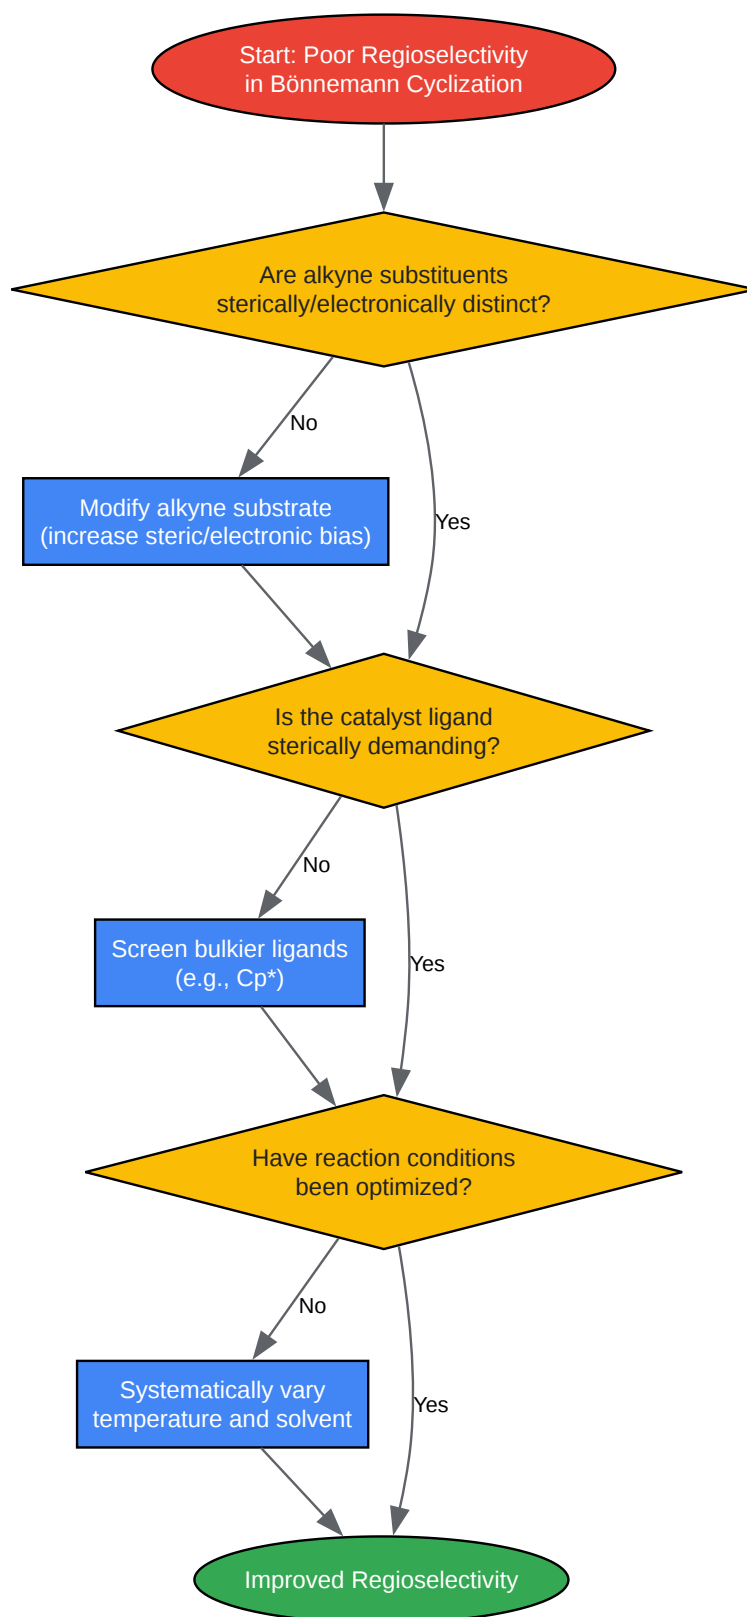 Start: Poor Regioselectivity
in Bönnemann Cyclization
Are alkyne substituents
sterically/electronically distinct?
No
Modify alkyne substrate
(increase steric/electronic bias)
Yes
Is the catalyst ligand
sterically demanding?
No
Screen bulkier ligands
(e.g., Cp*)
Yes
Have reaction conditions
been optimized?
No
Systematically vary
temperature and solvent
Yes
Improved Regioselectivity